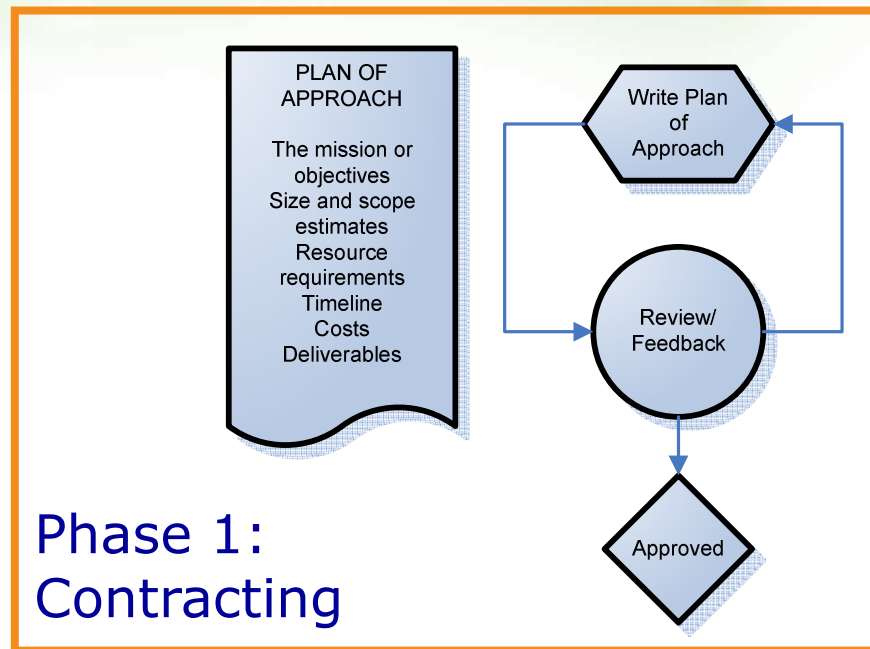 PLAN OF
APPROACH
The mission or
objectives
Size and scope
estimates
Resource
requirements
Timeline
Costs
Deliverables
Write Plan
of
Approach
Review/
Feedback
Approved
Phase 1:
Contracting